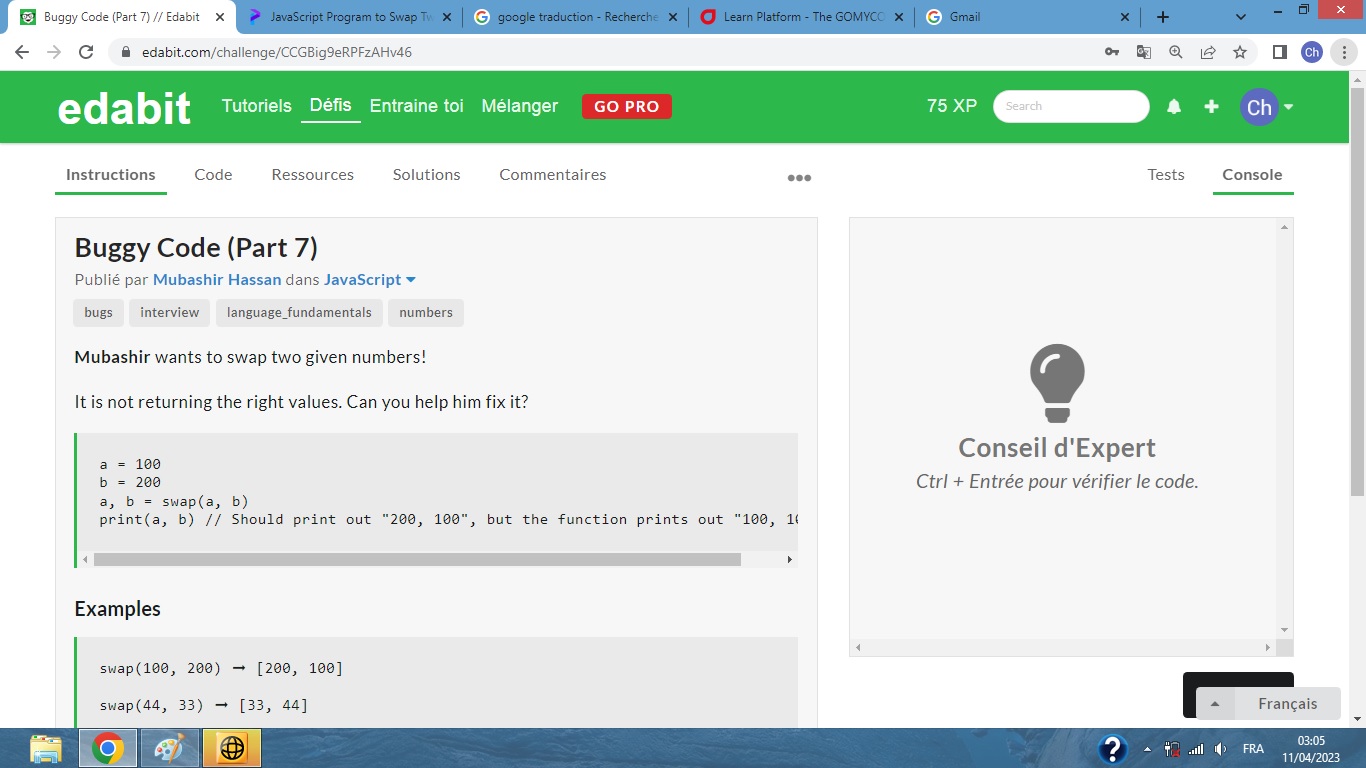 Buggy Code (Part 7) // Edabit
JavaScript Program to Swap Tw
google traduction - Recherche
Learn Platform - The GOMYCO
Gmail
edabit.com/challenge/CCGBig9eRPFzAHv46
Ch
edabit
Tutoriels
Défis
Entraine toi
Mélanger
GO PRO
75 XP
Search
Ch
Instructions
Code
Ressources
Solutions
Commentaires
Tests
Console
Buggy Code (Part 7)
Publié par Mubashir Hassan dans JavaScript
bugs
interview
language_fundamentals
numbers
Mubashir wants to swap two given numbers!
It is not returning the right values. Can you help him fix it?
a = 100
b = 200
a, b = swap(a, b)
print(a, b) // Should print out "200, 100", but the function prints out "100, 10
Examples
swap(100, 200) ➞ [200, 100]
swap(44, 33) ➞ [33, 44]
Conseil d'Expert
Ctrl + Entrée pour vérifier le code.
Français
FRA
03:05
11/04/2023